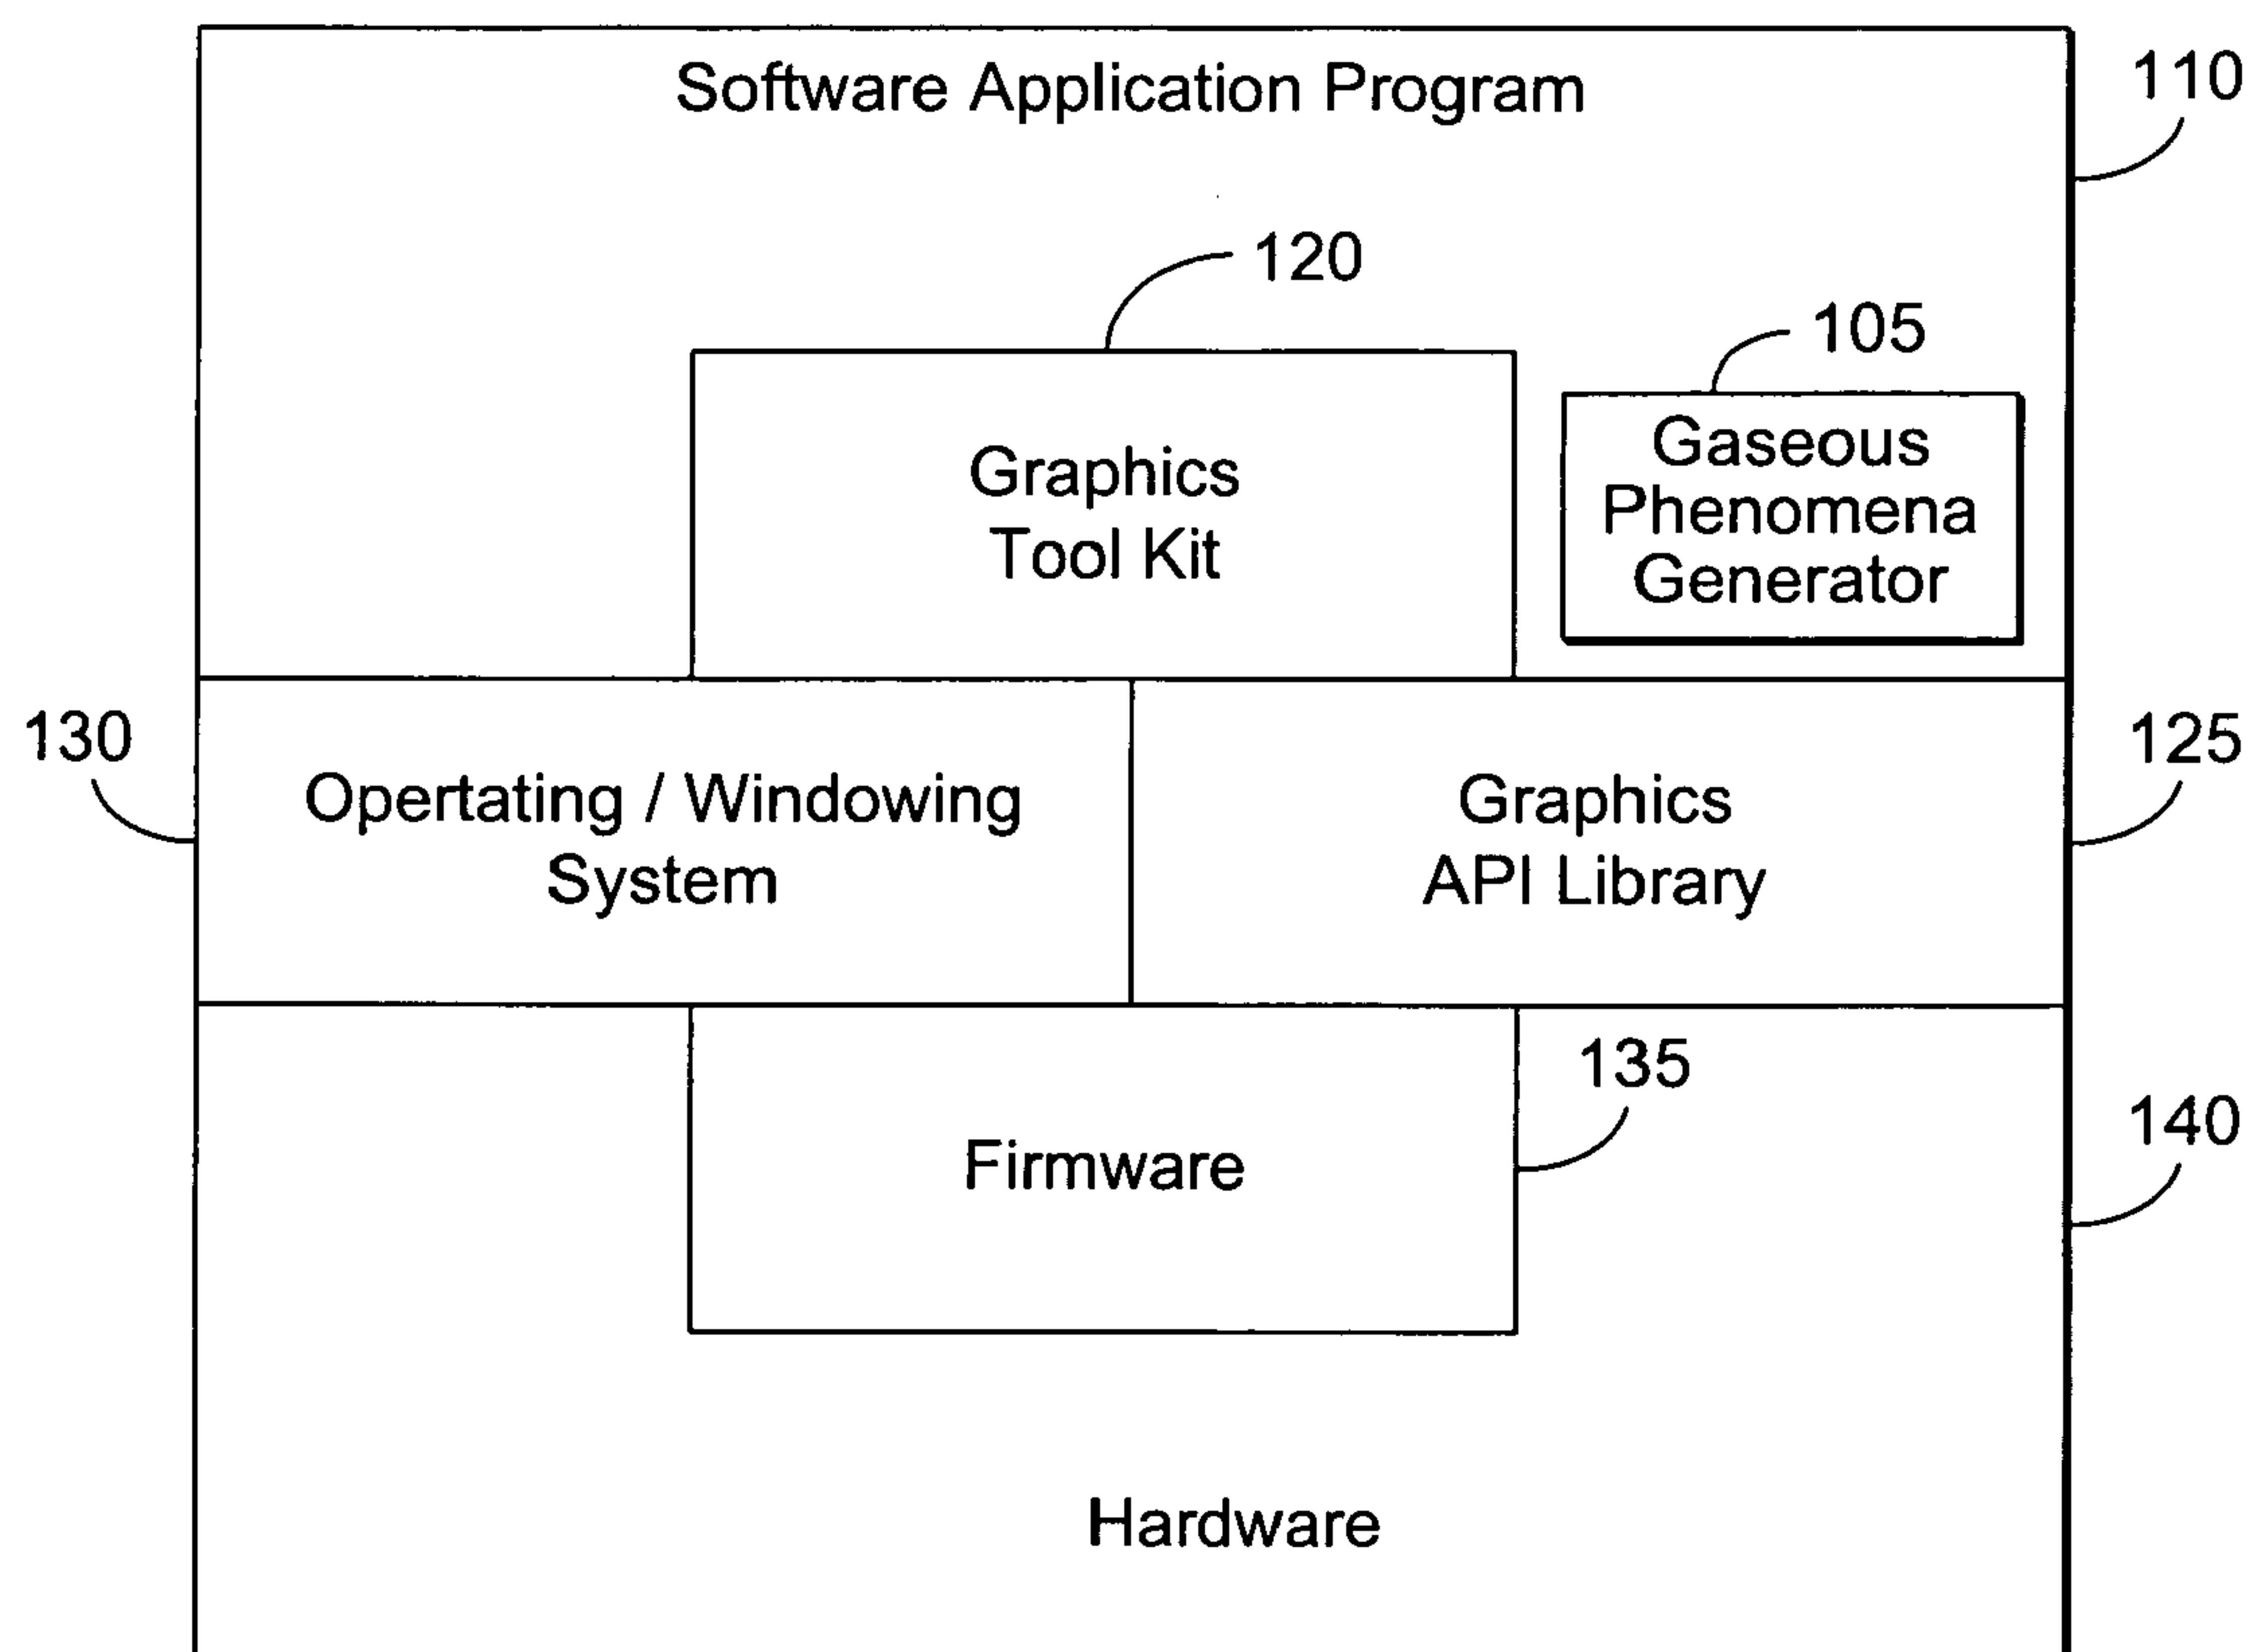 Software Application Program
110
120
105
Graphics
Tool Kit
Gaseous
Phenomena
Generator
130
Opertating / Windowing
System
Graphics
API Library
125
Firmware
135
140
Hardware